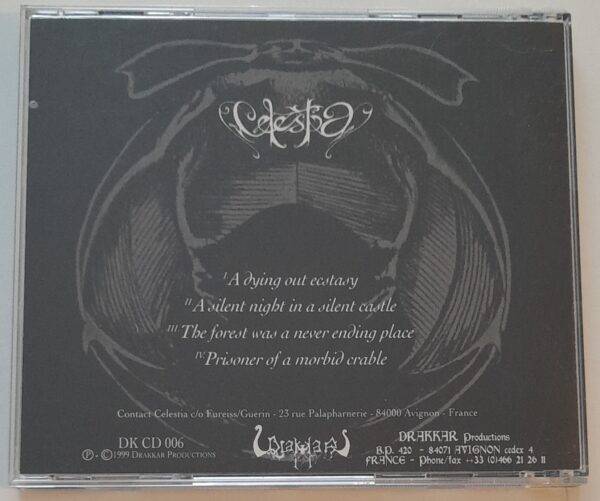 Celestia
I. A dying out ecstasy
II. A silent night in a silent castle
III. The forest was a never ending place
IV. Prisoner of a morbid crable
Contact Celestia c/o Eureiss/Guerin - 23 rue Palapharnerie - 84000 Avignon - France
DK CD 006
℗ - ©1999 DRAKKAR PRODUCTIONS
DRAKKAR
DRAKKAR Productions
B.P. 420 - 84071 AVIGNON cedex 4
FRANCE - Phone/fax ++33 (0)466 21 26 11